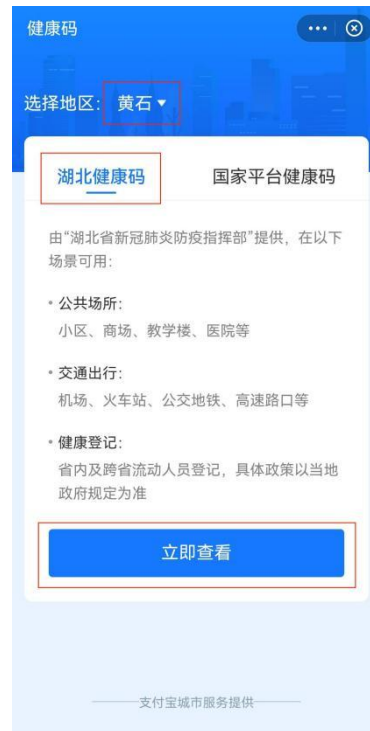 健康码
选择地区: 黄石▼
湖北健康码 国家平台健康码
由“湖北省新冠肺炎防疫指挥部”提供, 在以下
场景可用:
• 公共场所:
小区、商场、教学楼、医院等
• 交通出行:
机场、火车站、公交地铁、高速路口等
• 健康登记:
省内及跨省流动人员登记, 具体政策以当地
政府规定为准
立即查看
支付宝城市服务提供